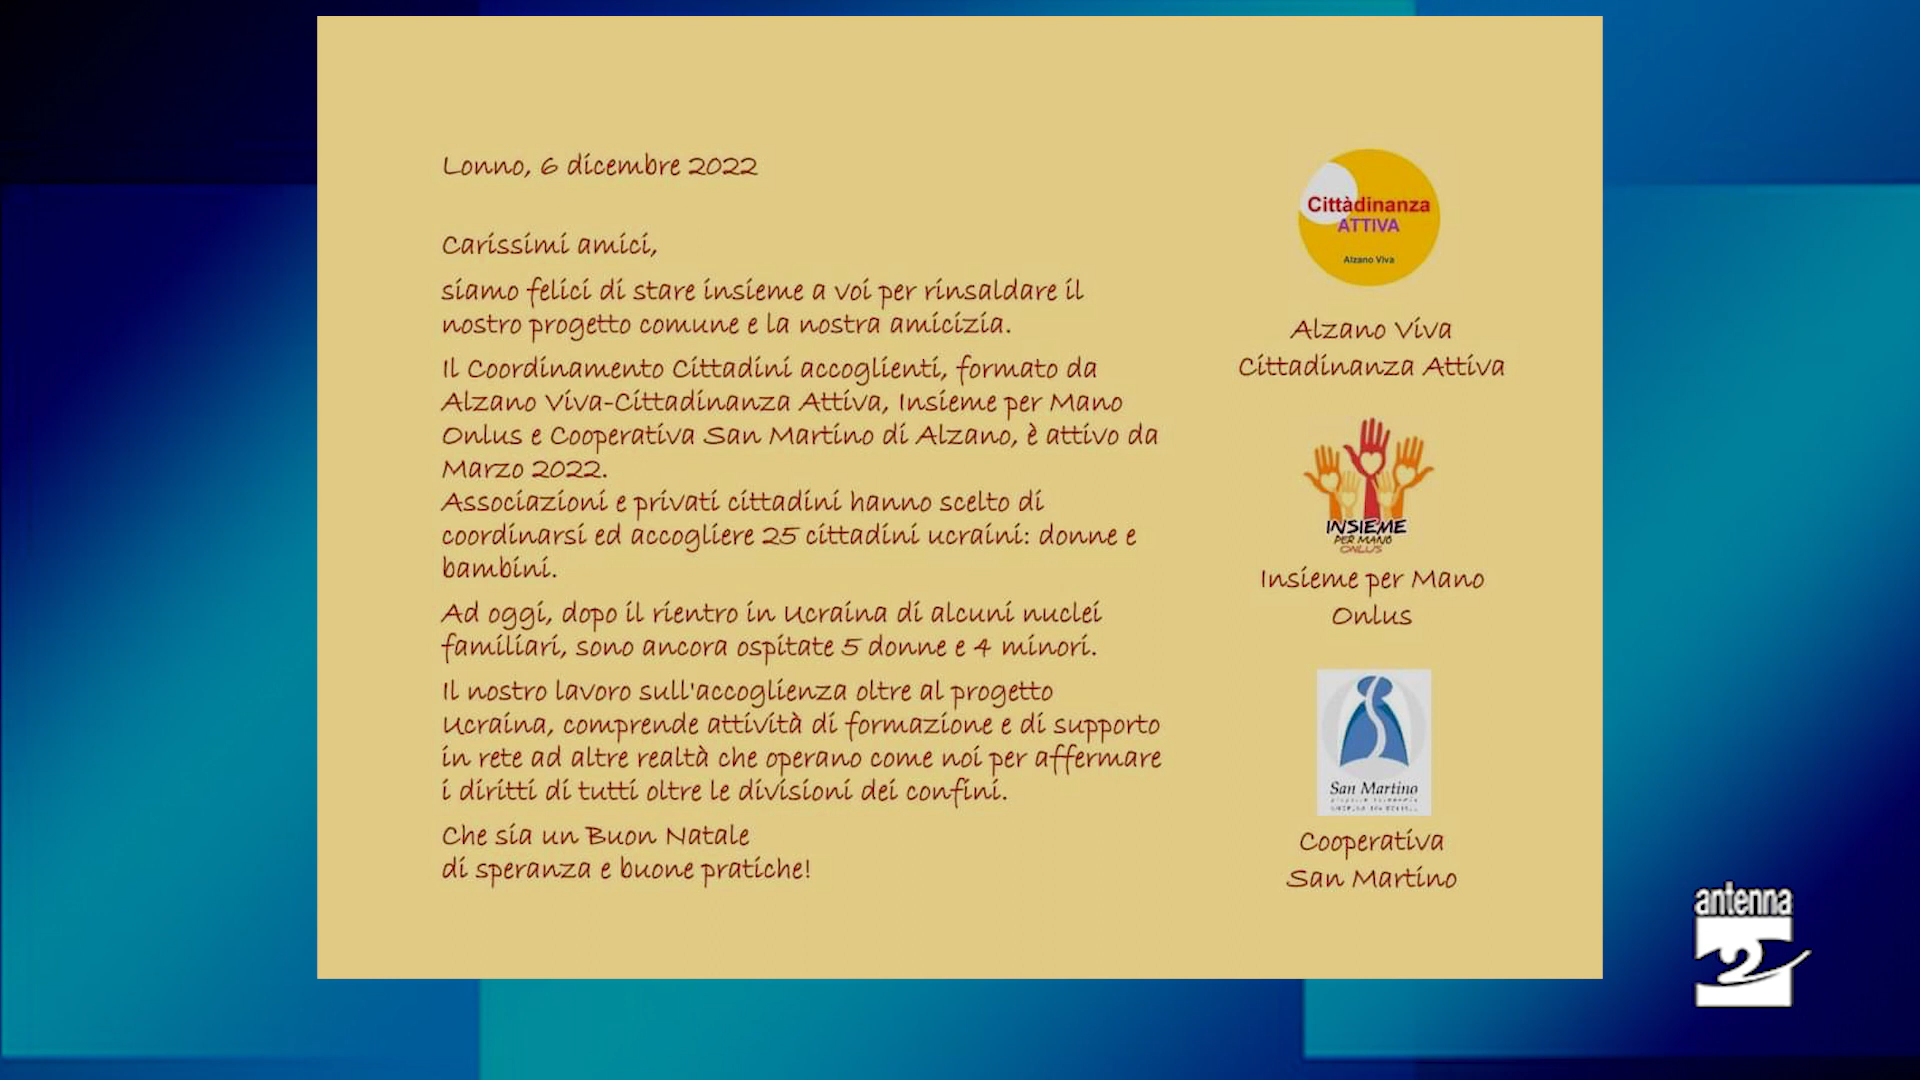 Lonno, 6 dicembre 2022
Carissimi amici,
siamo felici di stare insieme a voi per rinsaldare il
nostro progetto comune e la nostra amicizia.
Il Coordinamento Cittadini accoglienti, formato da
Alzano Viva-Cittadinanza Attiva, Insieme per Mano
Onlus e Cooperativa San Martino di Alzano, è attivo da
Marzo 2022.
Associazioni e privati cittadini hanno scelto di
coordinarsi ed accogliere 25 cittadini ucraini: donne e
bambini.
Ad oggi, dopo il rientro in Ucraina di alcuni nuclei
familiari, sono ancora ospitate 5 donne e 4 minori.
Il nostro lavoro sull'accoglienza oltre al progetto
Ucraina, comprende attività di formazione e di supporto
in rete ad altre realtà che operano come noi per affermare
i diritti di tutti oltre le divisioni dei confini.
Che sia un Buon Natale
di speranza e buone pratiche!
Cittàdinanza
ATTIVA
Alzano Viva
Alzano Viva
Cittadinanza Attiva
INSIEME
PER MANO
ONLUS
Insieme per Mano
Onlus
San Martino
Cooperativa
San Martino
antenna
2